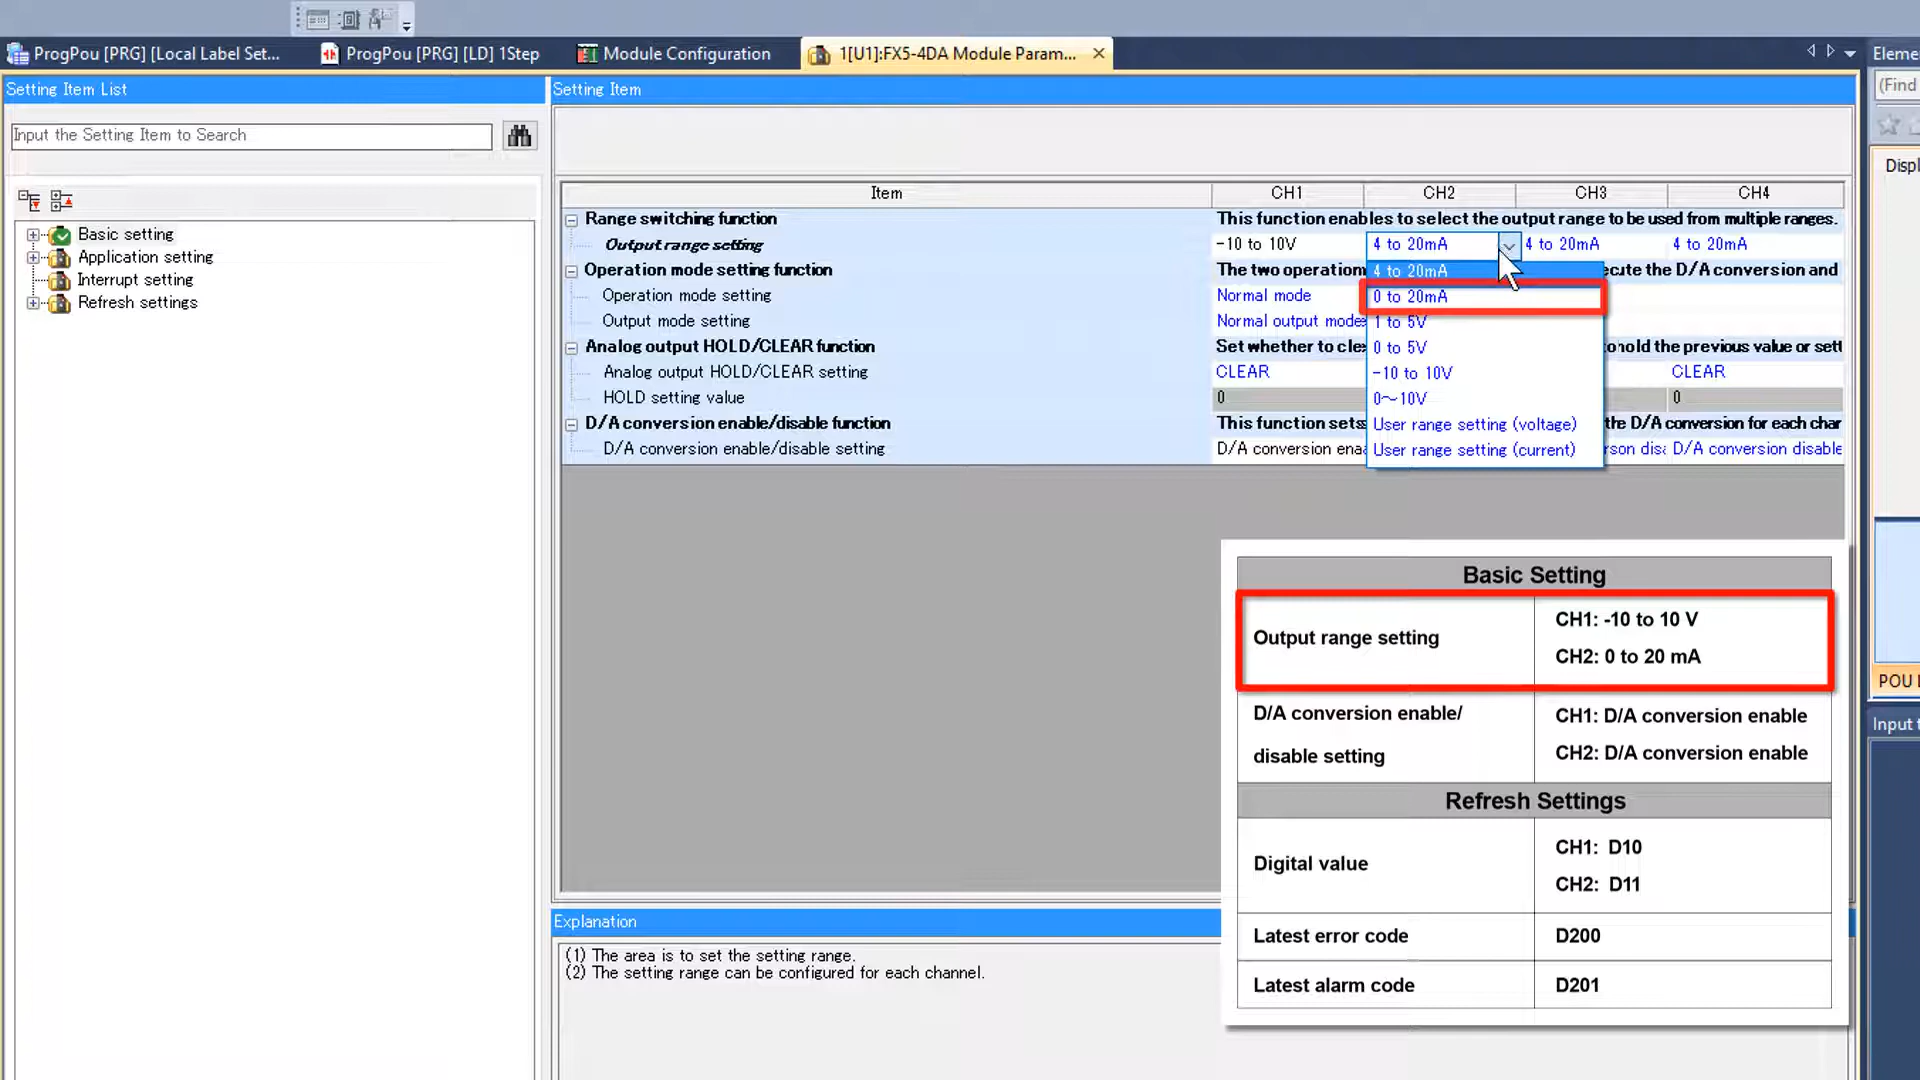 ProgPou [PRG] [Local Label Set...
ProgPou [PRG] [LD] 1Step
Module Configuration
1[U1]:FX5-4DA Module Param...
Setting Item List
Input the Setting Item to Search
Basic setting
Application setting
Interrupt setting
Refresh settings
Setting Item
Item CH1 CH2 CH3 CH4
Range switching function This function enables to select the output range to be used from multiple ranges.
Output range setting -10 to 10V 4 to 20mA 4 to 20mA 4 to 20mA
Operation mode setting function The two operation ecute the D/A conversion and
Operation mode setting Normal mode
Output mode setting Normal output mode
Analog output HOLD/CLEAR function Set whether to cle hold the previous value or sett
Analog output HOLD/CLEAR setting CLEAR CLEAR
HOLD setting value 0 0
D/A conversion enable/disable function This function sets the D/A conversion for each char
D/A conversion enable/disable setting D/A conversion ena rson disa D/A conversion disable
4 to 20mA
0 to 20mA
1 to 5V
0 to 5V
-10 to 10V
0～10V
User range setting (voltage)
User range setting (current)
Basic Setting
Output range setting
CH1: -10 to 10 V
CH2: 0 to 20 mA
D/A conversion enable/
disable setting
CH1: D/A conversion enable
CH2: D/A conversion enable
Refresh Settings
Digital value
CH1: D10
CH2: D11
Latest error code D200
Latest alarm code D201
Explanation
(1) The area is to set the setting range.
(2) The setting range can be configured for each channel.
Eleme
(Find
Displ
POU
Input